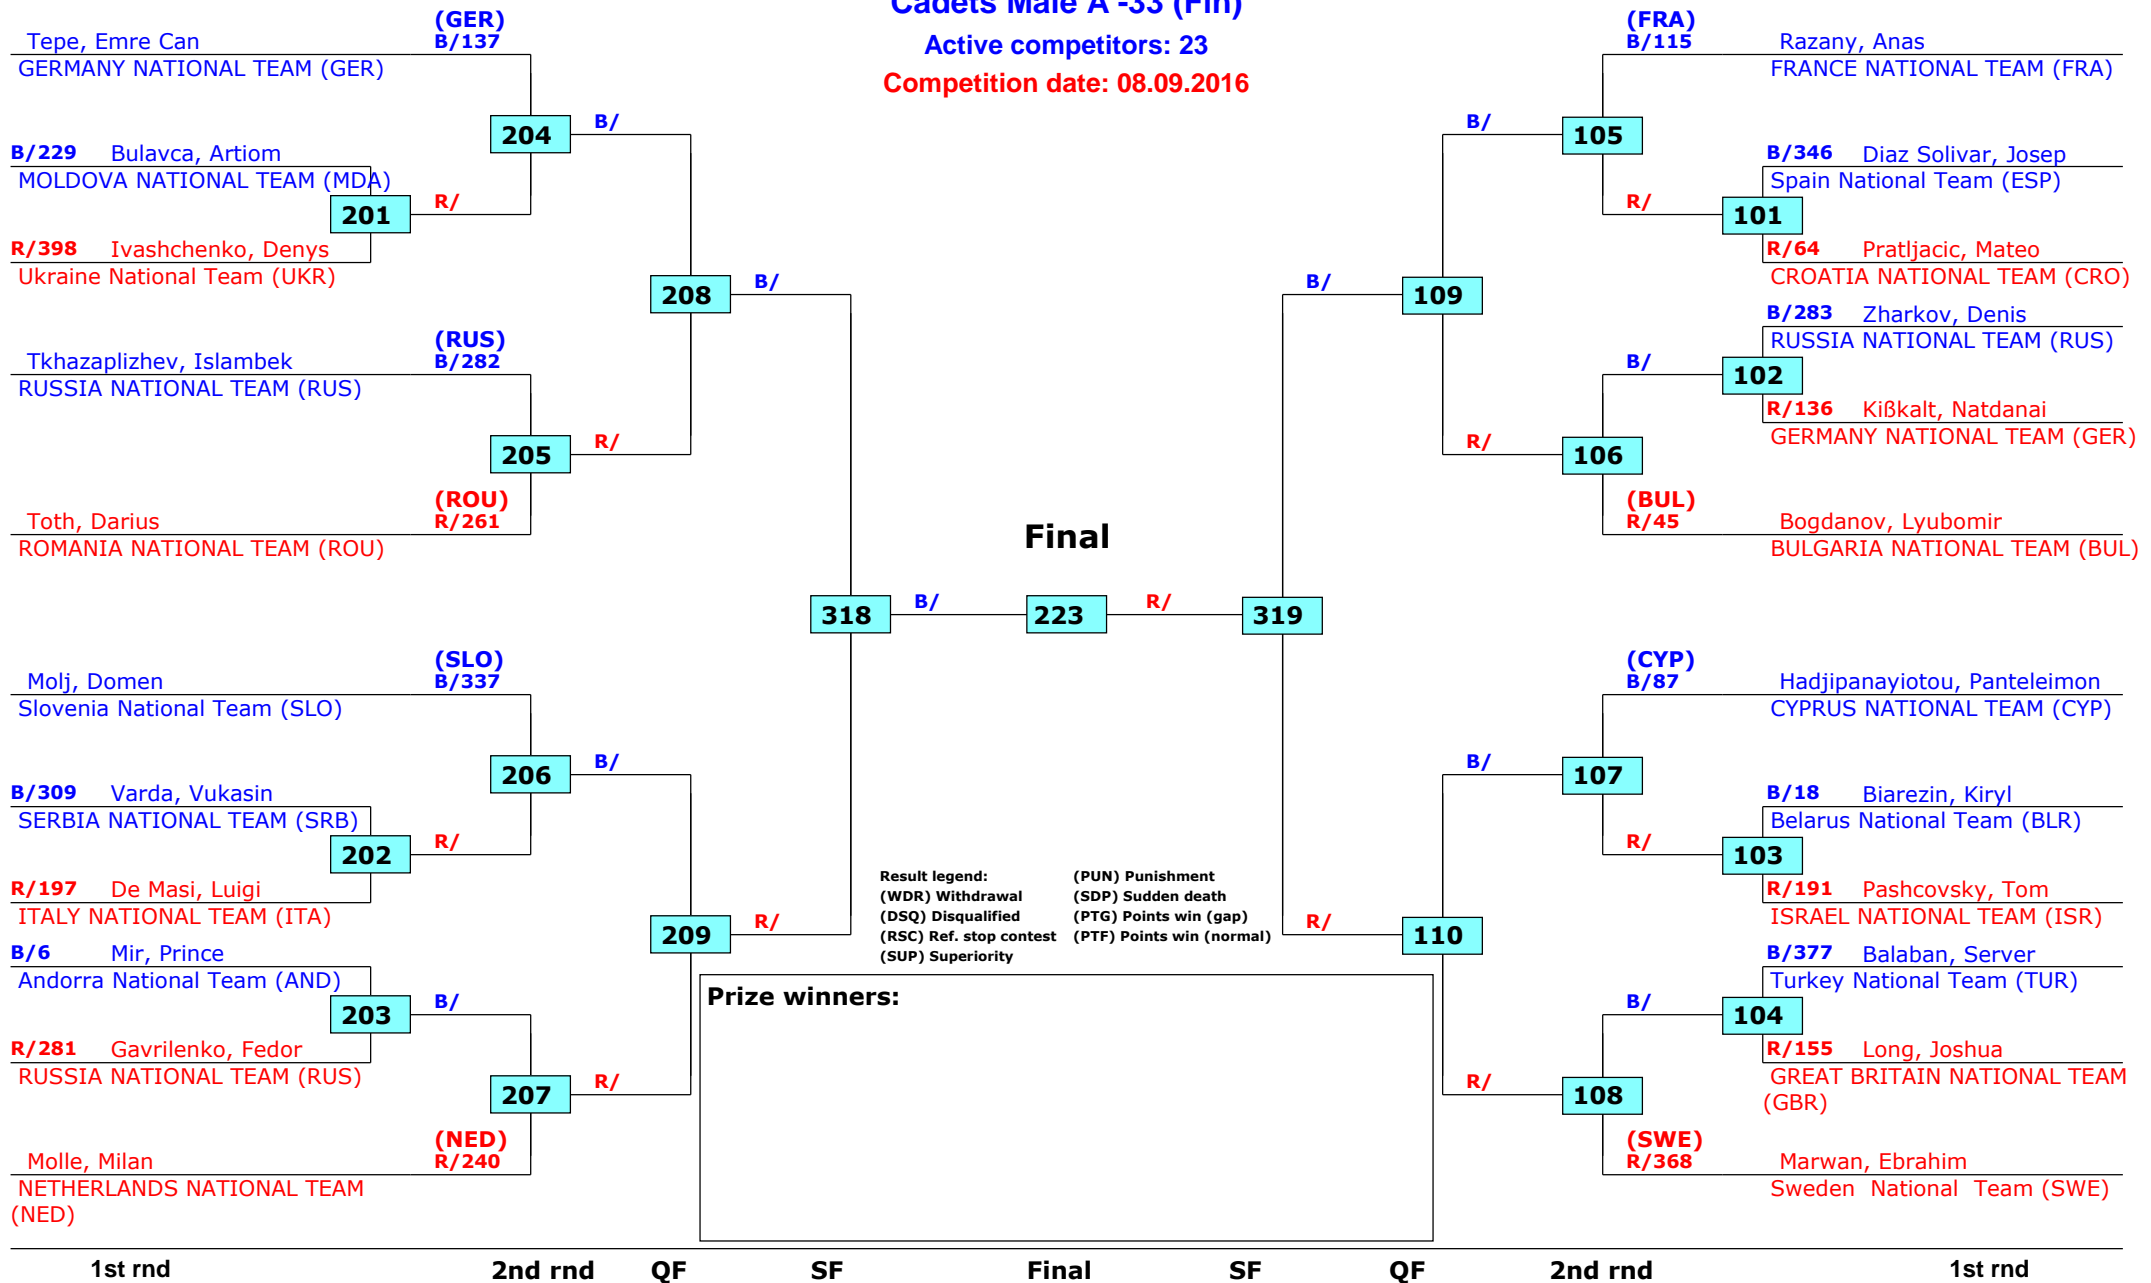 Cadets Male A -33 (Fin)
Active competitors: 23
Competition date: 08.09.2016
(GER)
Tepe, Emre Can B/137
GERMANY NATIONAL TEAM (GER)
204 B/
B/229 Bulavca, Artiom
MOLDOVA NATIONAL TEAM (MDA)
201 R/
R/398 Ivashchenko, Denys
Ukraine National Team (UKR)
208 B/
(RUS)
Tkhazaplizhev, Islambek B/282
RUSSIA NATIONAL TEAM (RUS)
205 R/
(ROU)
Toth, Darius R/261
ROMANIA NATIONAL TEAM (ROU)
318 B/
(SLO)
Molj, Domen B/337
Slovenia National Team (SLO)
206 B/
B/309 Varda, Vukasin
SERBIA NATIONAL TEAM (SRB)
202 R/
R/197 De Masi, Luigi
ITALY NATIONAL TEAM (ITA)
209 R/
B/6 Mir, Prince
Andorra National Team (AND)
203 B/
R/281 Gavrilenko, Fedor
RUSSIA NATIONAL TEAM (RUS)
207 R/
(NED)
Molle, Milan R/240
NETHERLANDS NATIONAL TEAM
(NED)
Final
223 R/
319
(FRA)
B/115 Razany, Anas
FRANCE NATIONAL TEAM (FRA)
B/ 105
B/346 Diaz Solivar, Josep
Spain National Team (ESP)
R/ 101
R/64 Pratljacic, Mateo
CROATIA NATIONAL TEAM (CRO)
B/ 109
B/283 Zharkov, Denis
RUSSIA NATIONAL TEAM (RUS)
B/ 102
R/136 Kißkalt, Natdanai
GERMANY NATIONAL TEAM (GER)
R/ 106
(BUL)
R/45 Bogdanov, Lyubomir
BULGARIA NATIONAL TEAM (BUL)
(CYP)
B/87 Hadjipanayiotou, Panteleimon
CYPRUS NATIONAL TEAM (CYP)
B/ 107
B/18 Biarezin, Kiryl
Belarus National Team (BLR)
R/ 103
R/191 Pashcovsky, Tom
ISRAEL NATIONAL TEAM (ISR)
R/ 110
B/377 Balaban, Server
Turkey National Team (TUR)
B/ 104
R/155 Long, Joshua
GREAT BRITAIN NATIONAL TEAM
(GBR)
R/ 108
(SWE)
R/368 Marwan, Ebrahim
Sweden National Team (SWE)
Result legend: (PUN) Punishment
(WDR) Withdrawal (SDP) Sudden death
(DSQ) Disqualified (PTG) Points win (gap)
(RSC) Ref. stop contest (PTF) Points win (normal)
(SUP) Superiority
Prize winners:
1st rnd 2nd rnd QF SF Final SF QF 2nd rnd 1st rnd